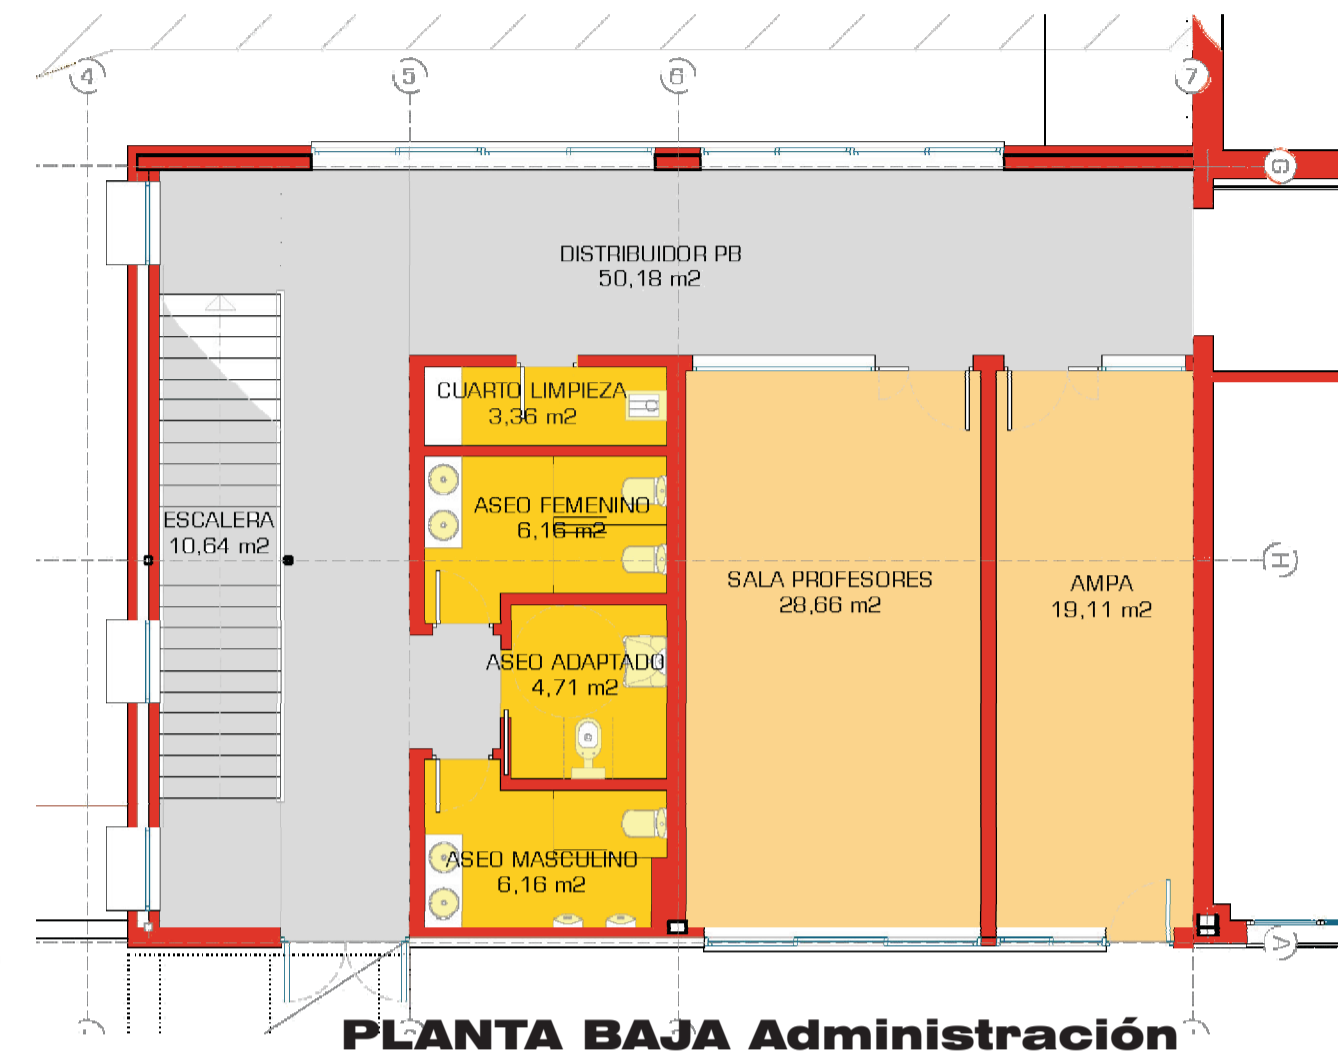 4 5 6 7
G
DISTRIBUIDOR PB
50,18 m2
CUARTO LIMPIEZA
3,36 m2
ASEO FEMENINO
6,16 m2
ESCALERA
10,64 m2
H
SALA PROFESORES
28,66 m2
AMPA
19,11 m2
ASEO ADAPTADO
4,71 m2
ASEO MASCULINO
6,16 m2
A
PLANTA BAJA Administración